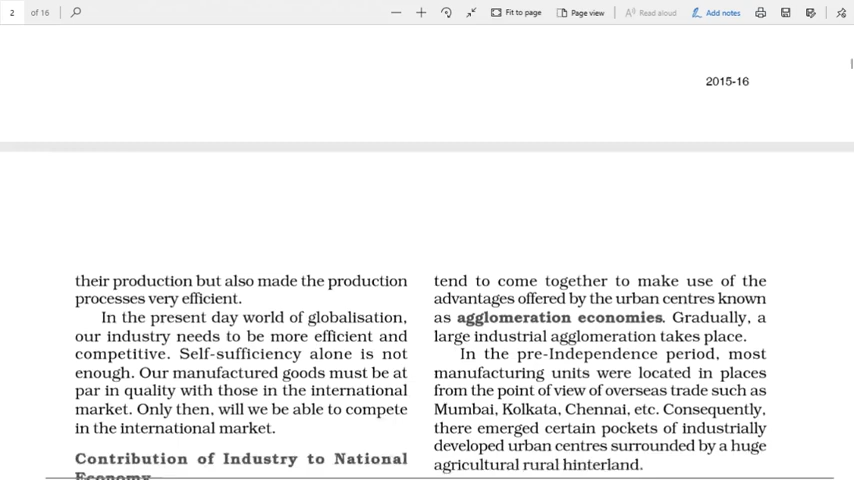 2 of 16 Fit to page Page view Read aloud Add notes
2015-16
their production but also made the production
processes very efficient.
In the present day world of globalisation,
our industry needs to be more efficient and
competitive. Self-sufficiency alone is not
enough. Our manufactured goods must be at
par in quality with those in the international
market. Only then, will we be able to compete
in the international market.
Contribution of Industry to National
Economy
tend to come together to make use of the
advantages offered by the urban centres known
as agglomeration economies. Gradually, a
large industrial agglomeration takes place.
In the pre-Independence period, most
manufacturing units were located in places
from the point of view of overseas trade such as
Mumbai, Kolkata, Chennai, etc. Consequently,
there emerged certain pockets of industrially
developed urban centres surrounded by a huge
agricultural rural hinterland.